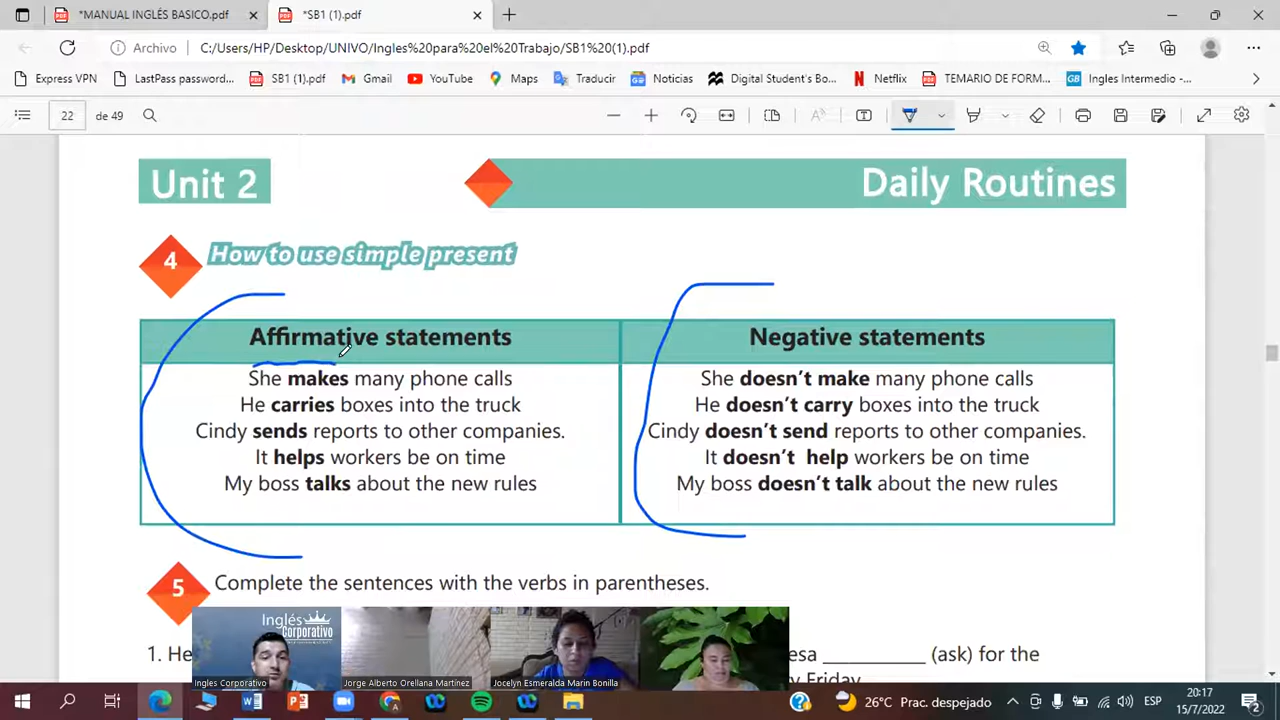 *MANUAL INGLÉS BASICO.pdf
*SB1 (1).pdf
Archivo
C:/Users/HP/Desktop/UNIVO/Ingles%20para%20el%20Trabajo/SB1%20(1).pdf
Express VPN
LastPass password...
SB1 (1).pdf
Gmail
YouTube
Maps
Traducir
Noticias
Digital Student's Bo...
Netflix
TEMARIO DE FORM...
Ingles Intermedio -...
22 de 49
Unit 2
Daily Routines
4 How to use simple present
Affirmative statements
She makes many phone calls
He carries boxes into the truck
Cindy sends reports to other companies.
It helps workers be on time
My boss talks about the new rules
Negative statements
She doesn't make many phone calls
He doesn't carry boxes into the truck
Cindy doesn't send reports to other companies.
It doesn't help workers be on time
My boss doesn't talk about the new rules
5 Complete the sentences with the verbs in parentheses.
1. He
esa __________ (ask) for the
y Friday
Inglés
Corporativo
Ingles Corporativo
Jorge Alberto Orellana Martínez
Jocelyn Esmeralda Marin Bonilla
26°C Prac. despejado
ESP
20:17
15/7/2022
2